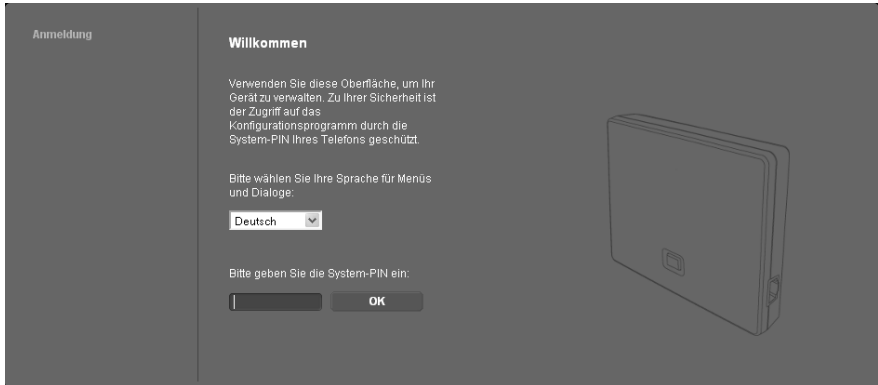 Anmeldung
Willkommen
Verwenden Sie diese Oberfläche, um Ihr
Gerät zu verwalten. Zu Ihrer Sicherheit ist
der Zugriff auf das
Konfigurationsprogramm durch die
System-PIN Ihres Telefons geschützt.
Bitte wählen Sie Ihre Sprache für Menüs
und Dialoge:
Deutsch
Bitte geben Sie die System-PIN ein:
OK